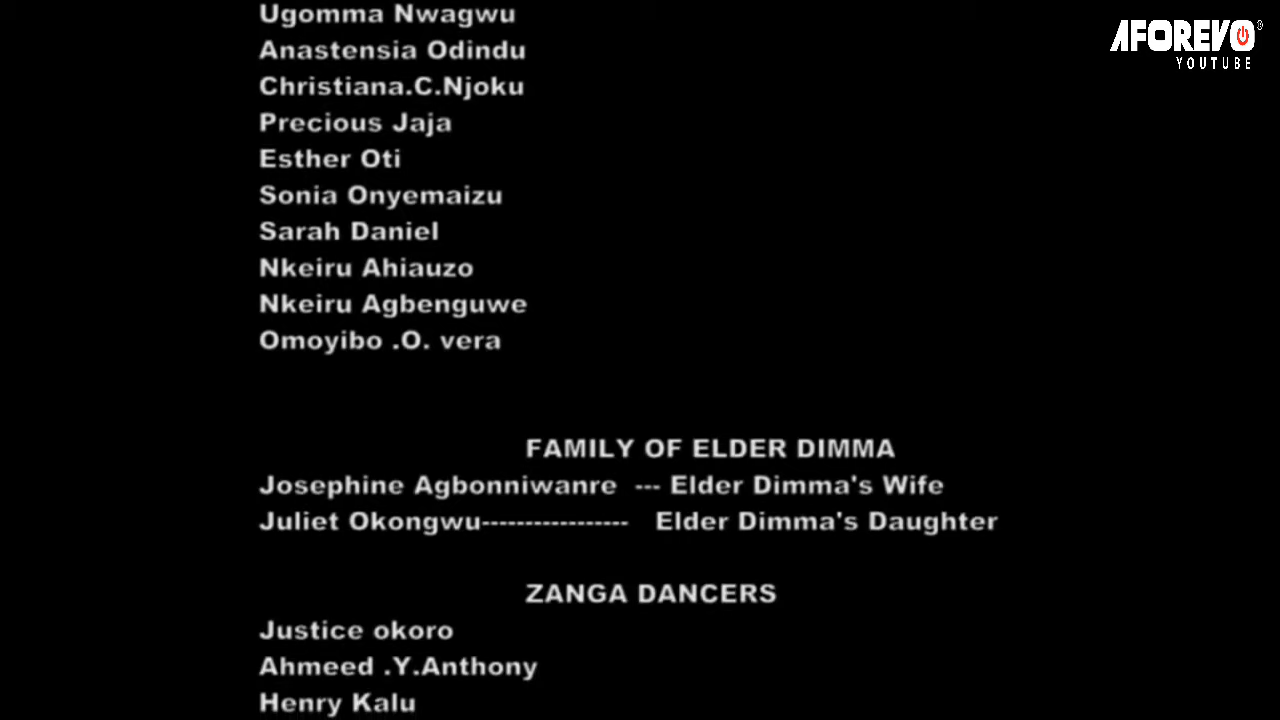 Ugomma Nwagwu
Anastensia Odindu
Christiana.C.Njoku
Precious Jaja
Esther Oti
Sonia Onyemaizu
Sarah Daniel
Nkeiru Ahiauzo
Nkeiru Agbenguwe
Omoyibo .O. vera
FAMILY OF ELDER DIMMA
Josephine Agbonniwanre --- Elder Dimma's Wife
Juliet Okongwu----------------- Elder Dimma's Daughter
ZANGA DANCERS
Justice okoro
Ahmeed .Y.Anthony
Henry Kalu
AFOREVO®
YOUTUBE